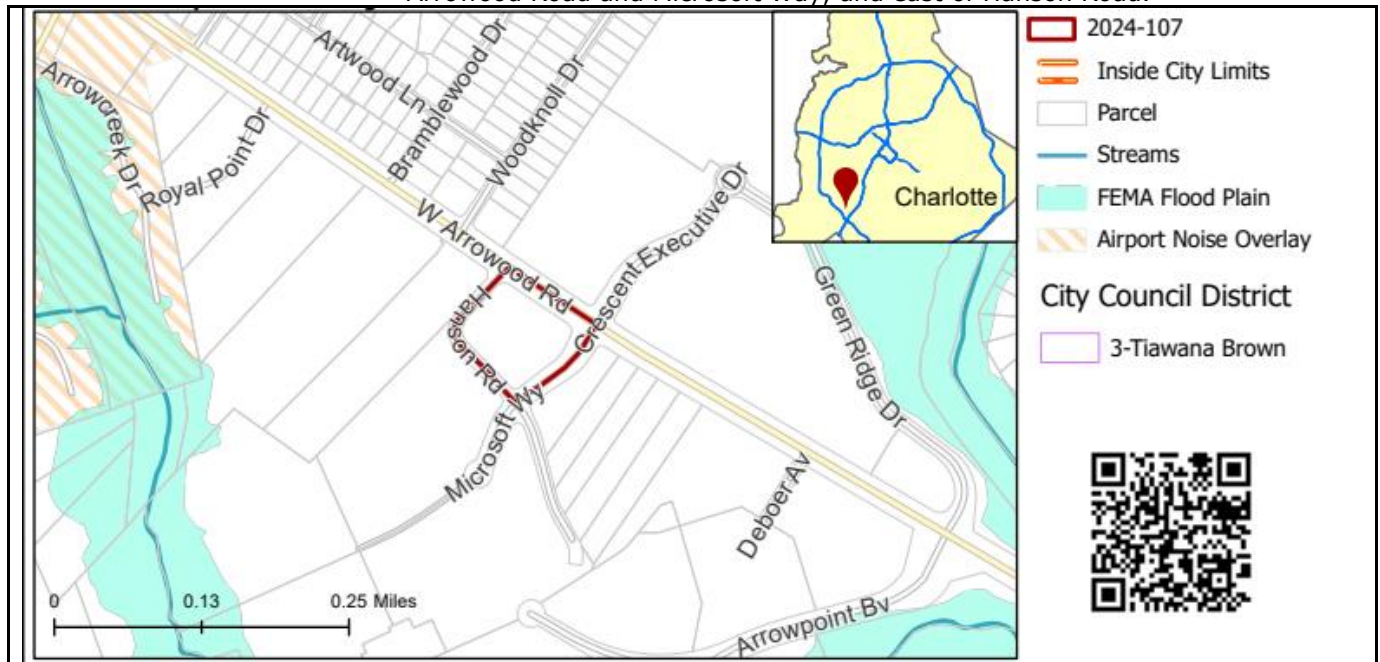 Arrowood Road and Microsoft Way, and East of Hanson Road.
2024-107
Inside City Limits
Parcel
Streams
FEMA Flood Plain
Airport Noise Overlay
City Council District
3-Tiawana Brown
Charlotte
Artwood Ln
Bramblewood Dr
Woodknoll Dr
Arrowcreek Dr
Royal Point Dr
W Arrowood Rd
Crescent Executive Dr
Hanson Rd
Green Ridge Dr
Microsoft Wy
Deboer Av
Arrowpoint Bv
0 0.13 0.25 Miles